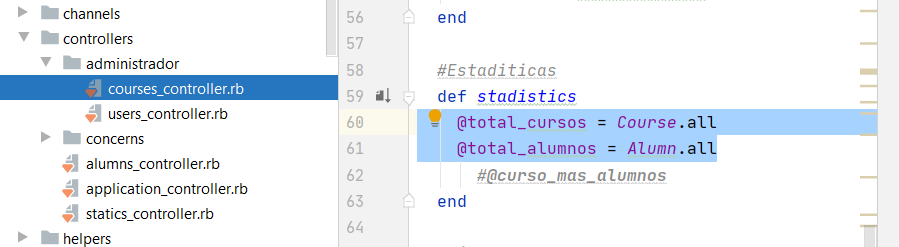 channels
controllers
administrador
courses_controller.rb
users_controller.rb
concerns
alumns_controller.rb
application_controller.rb
statics_controller.rb
helpers
56 end
57
58 #Estaditicas
59 def stadistics
60 @total_cursos = Course.all
61 @total_alumnos = Alumn.all
62 #@curso_mas_alumnos
63 end
64